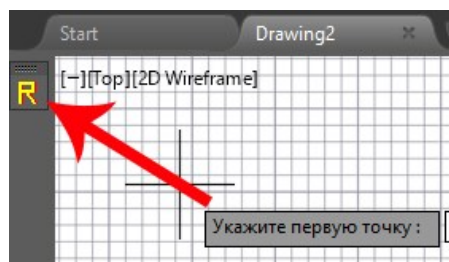 Start Drawing2
R
[−][Top][2D Wireframe]
Укажите первую точку :